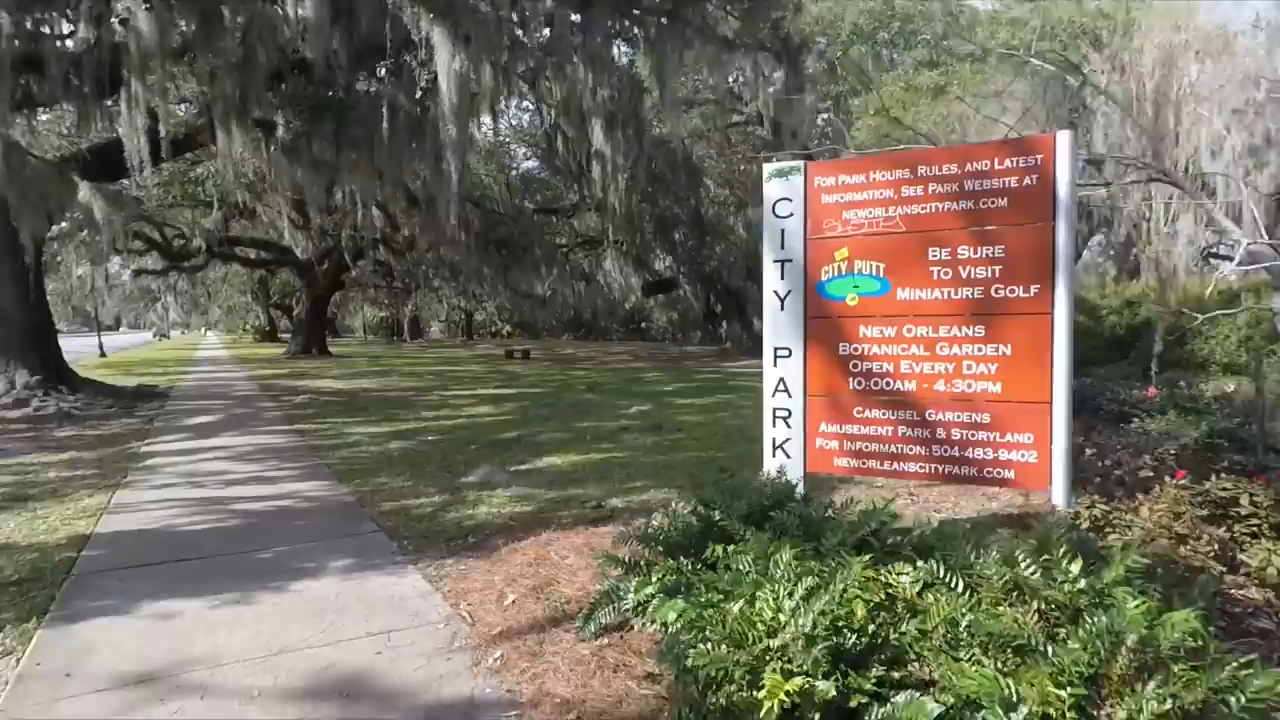 CITY PARK
FOR PARK HOURS, RULES, AND LATEST
INFORMATION, SEE PARK WEBSITE AT
NEWORLEANSCITYPARK.COM
CITY PUTT
BE SURE
TO VISIT
MINIATURE GOLF
NEW ORLEANS
BOTANICAL GARDEN
OPEN EVERY DAY
10:00AM - 4:30PM
CAROUSEL GARDENS
AMUSEMENT PARK & STORYLAND
FOR INFORMATION: 504-483-9402
NEWORLEANSCITYPARK.COM